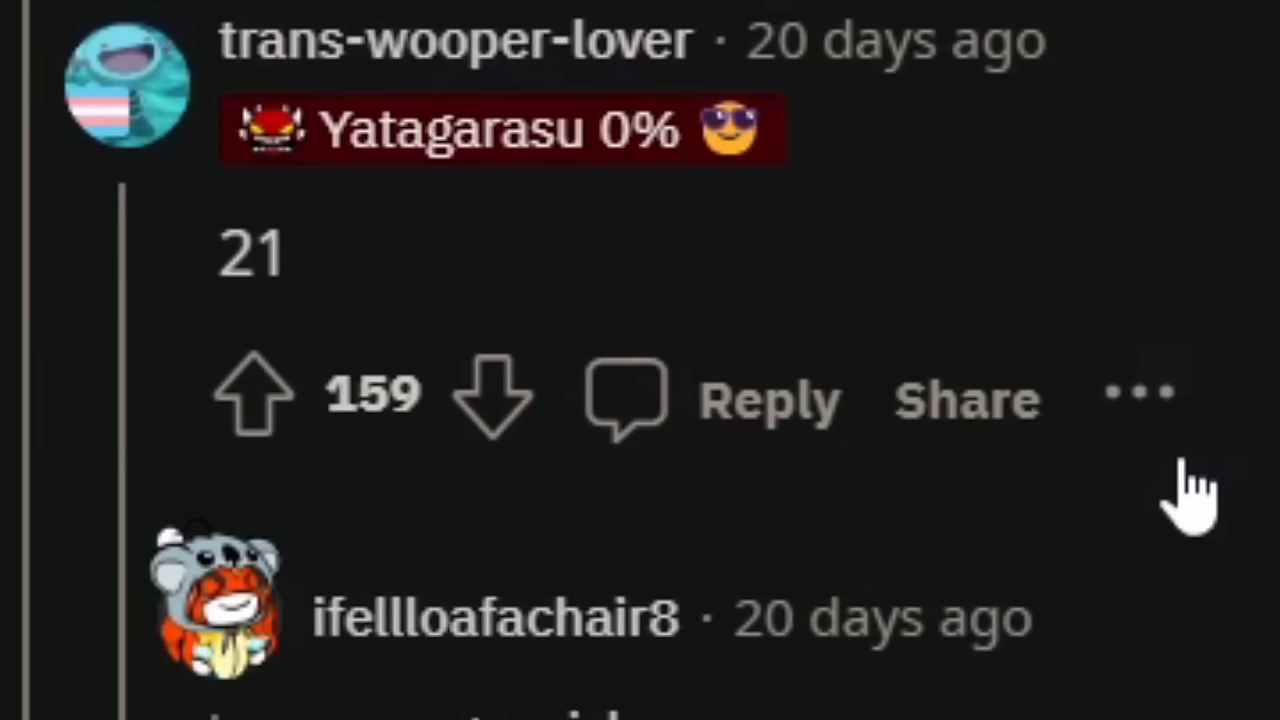 trans-wooper-lover · 20 days ago
Yatagarasu 0%
21
159 Reply Share
ifellloafachair8 · 20 days ago